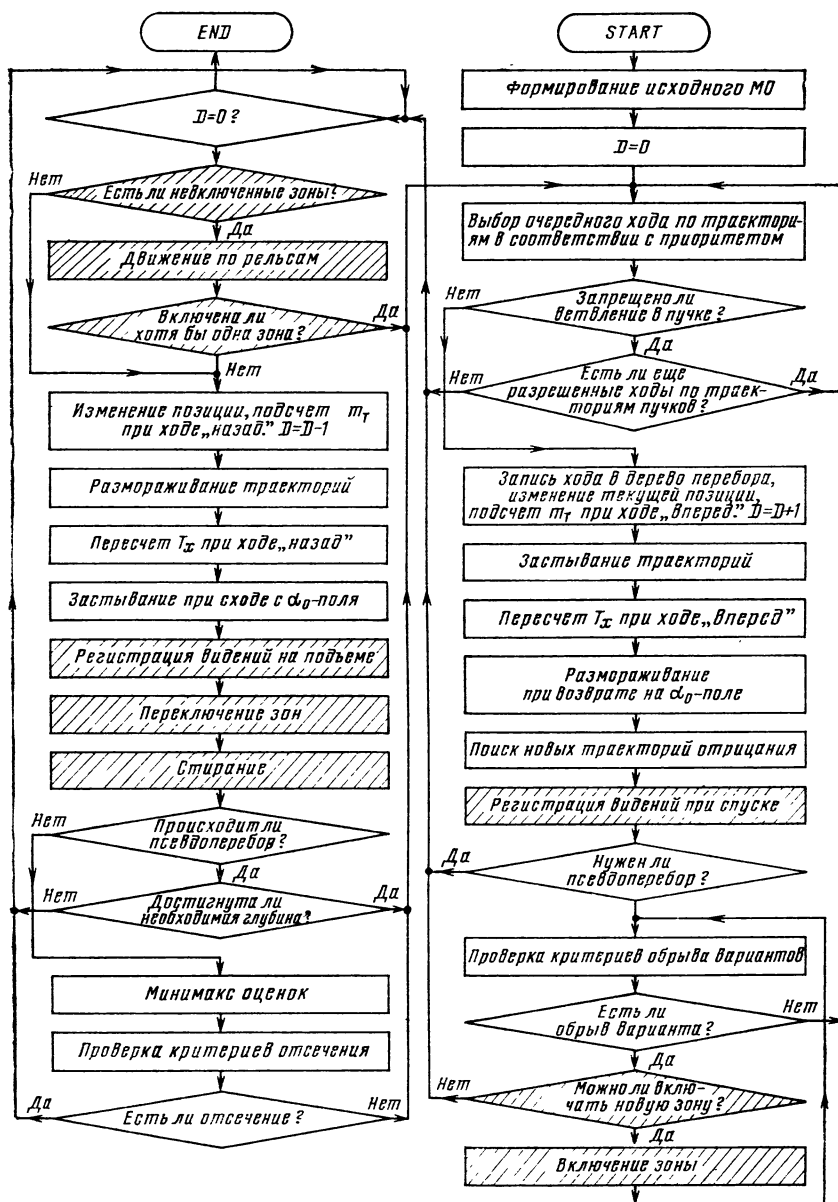 END
D=0?
Нет
Есть ли невключенные зоны?
Да
Движение по рельсам
Включена ли
хотя бы одна зона?
Да
Нет
Изменение позиции, подсчет m_T
при ходе „назад." D=D-1
Размораживание траекторий
Пересчет T_x при ходе „назад"
Застывание при сходе с α₀-поля
Регистрация видений на подъеме
Переключение зон
Стирание
Нет
Происходит ли
псевдоперебор?
Да
Нет
Достигнута ли
необходимая глубина?
Да
Минимакс оценок
Проверка критериев отсечения
Да
Есть ли отсечение?
Нет
START
Формирование исходного МО
D=0
Выбор очередного хода по траектори-
ям в соответствии с приоритетом
Нет
Запрещено ли
ветвление в пучке?
Да
Нет
Есть ли еще
разрешенные ходы по траек-
ториям пучков?
Да
Запись хода в дерево перебора,
изменение текущей позиции,
подсчет m_T при ходе „вперед." D=D+1
Застывание траекторий
Пересчет T_x при ходе „вперед"
Размораживание
при возврате на α₀-поле
Поиск новых траекторий отрицания
Регистрация видений при спуске
Да
Нужен ли
псевдоперебор?
Проверка критериев обрыва вариантов
Есть ли
обрыв варианта?
Нет
Да
Нет
Можно ли вклю-
чать новую зону?
Да
Включение зоны